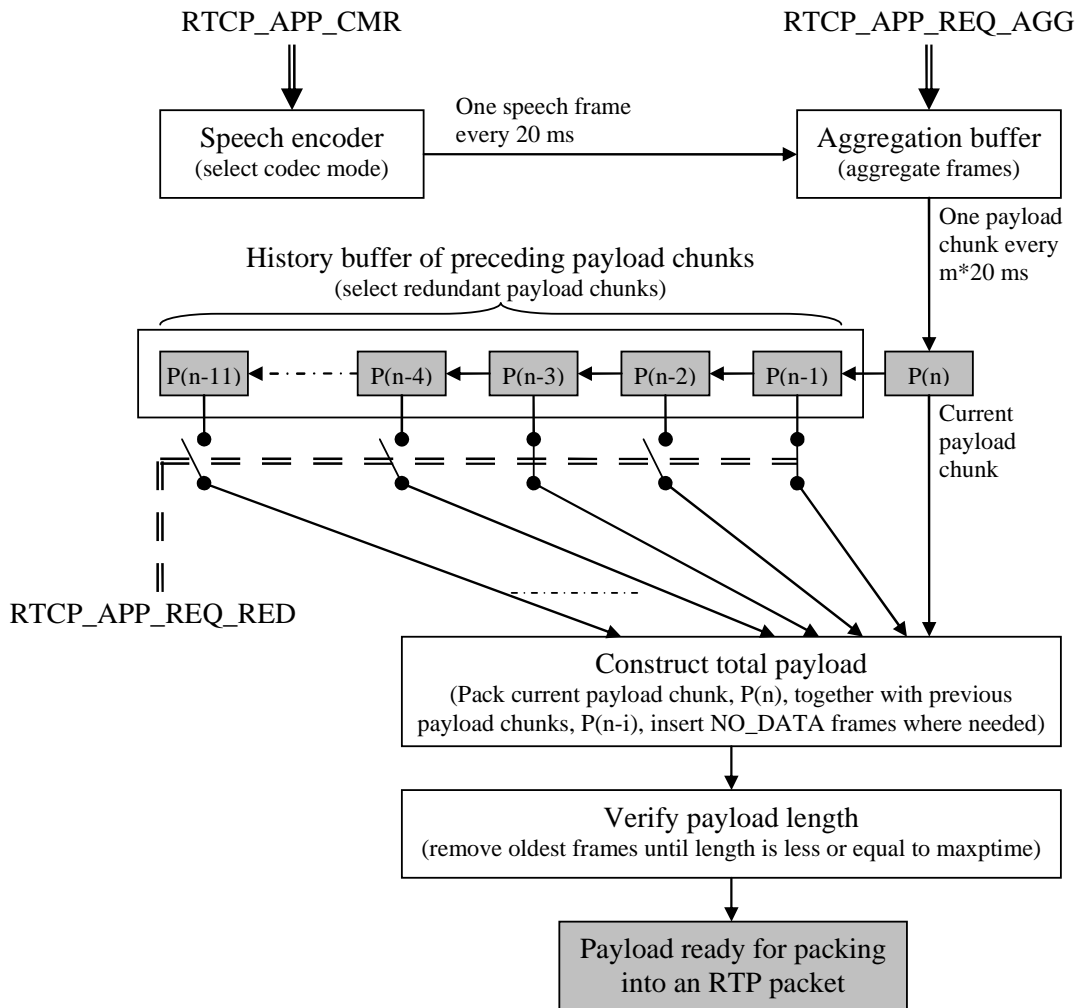 RTCP_APP_CMR
RTCP_APP_REQ_AGG
One speech frame
every 20 ms
Speech encoder
(select codec mode)
Aggregation buffer
(aggregate frames)
One payload
chunk every
m*20 ms
History buffer of preceding payload chunks
(select redundant payload chunks)
P(n-11)
P(n-4)
P(n-3)
P(n-2)
P(n-1)
P(n)
Current
payload
chunk
RTCP_APP_REQ_RED
Construct total payload
(Pack current payload chunk, P(n), together with previous
payload chunks, P(n-i), insert NO_DATA frames where needed)
Verify payload length
(remove oldest frames until length is less or equal to maxptime)
Payload ready for packing
into an RTP packet